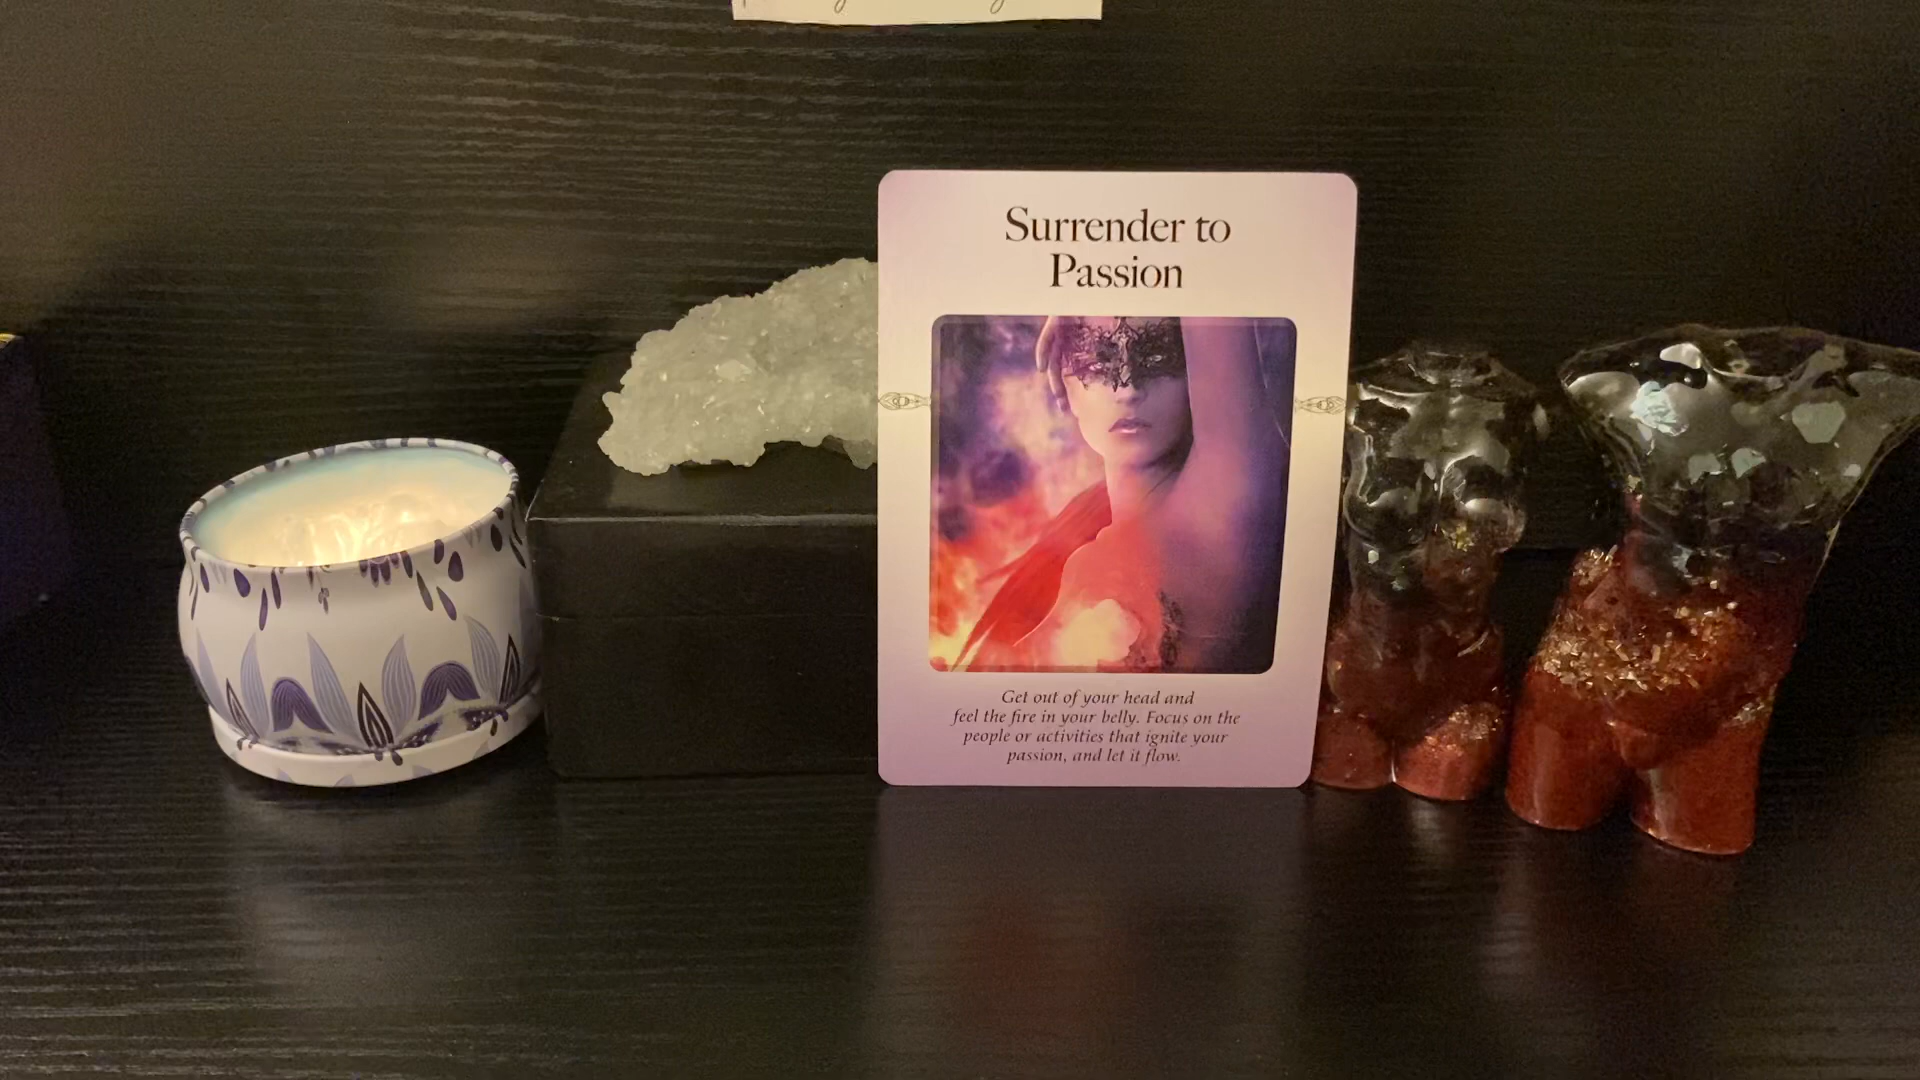 Surrender to
Passion
Get out of your head and
feel the fire in your belly. Focus on the
people or activities that ignite your
passion, and let it flow.